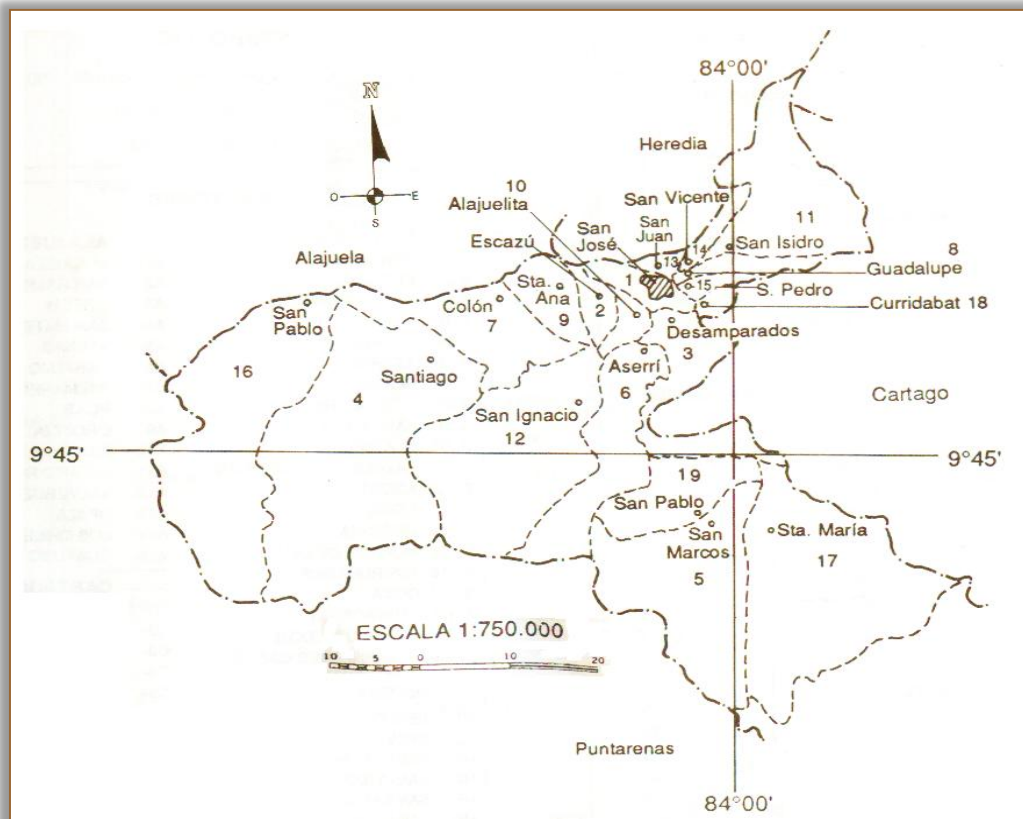 84°00'
N
O
E
S
Heredia
10
Alajuelita
San Vicente
11
Escazú
San José
San Juan
13
14
San Isidro
8
Guadalupe
Alajuela
Sta. Ana
1
15
S. Pedro
Curridabat 18
San Pablo
Colón
7
9
2
Desamparados
3
16
Santiago
4
Aserrí
6
Cartago
San Ignacio
12
9°45'
9°45'
19
San Pablo
San Marcos
5
Sta. María
17
ESCALA 1:750.000
10
5
0
10
20
Puntarenas
84°00'